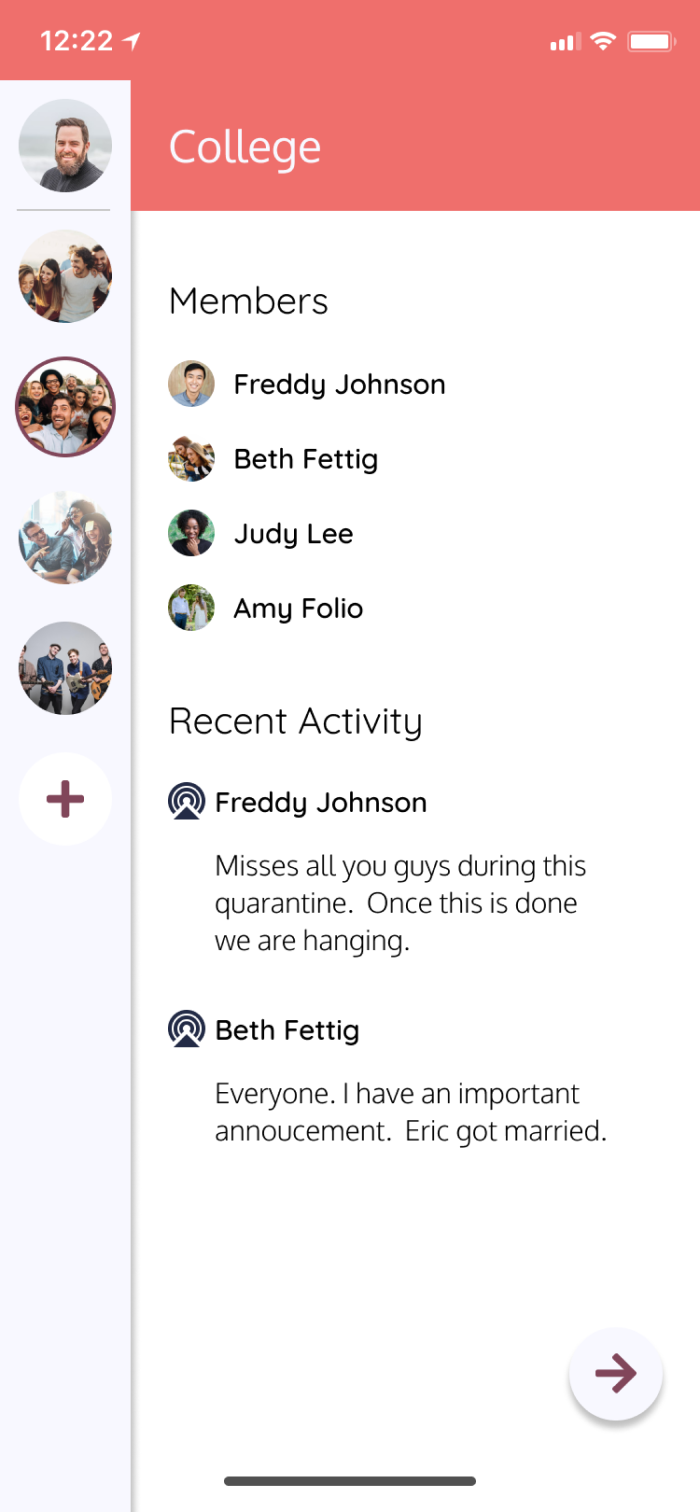 12:22
College
Members
Freddy Johnson
Beth Fettig
Judy Lee
Amy Folio
Recent Activity
Freddy Johnson
Misses all you guys during this
quarantine.  Once this is done
we are hanging.
Beth Fettig
Everyone. I have an important
annoucement.  Eric got married.